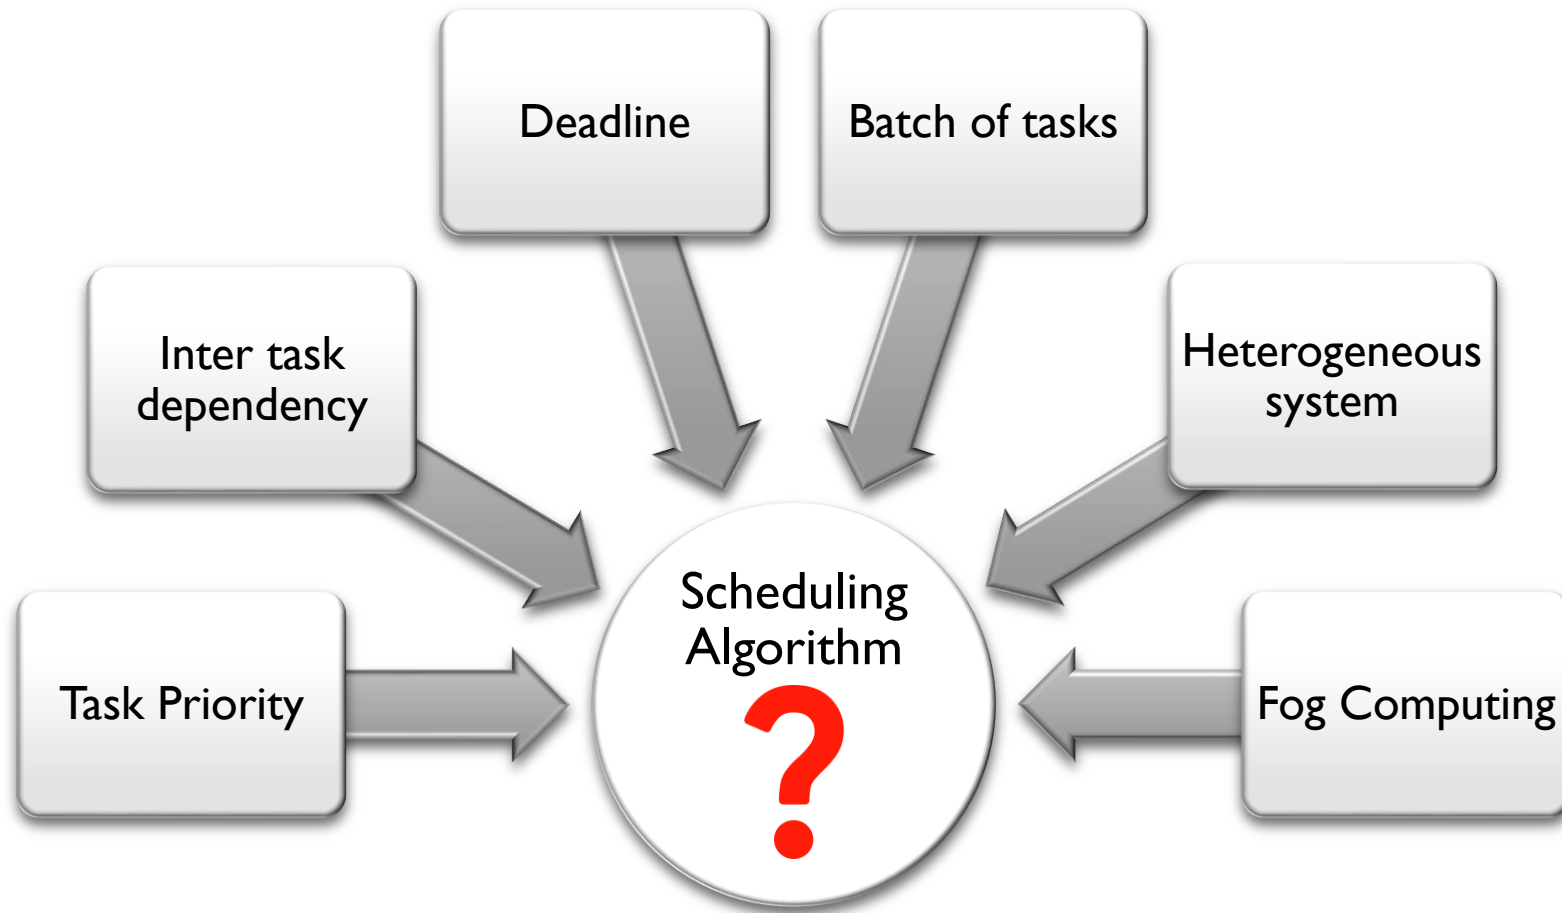 Deadline
Batch of tasks
Inter task
dependency
Heterogeneous
system
Task Priority
Scheduling
Algorithm
?
Fog Computing